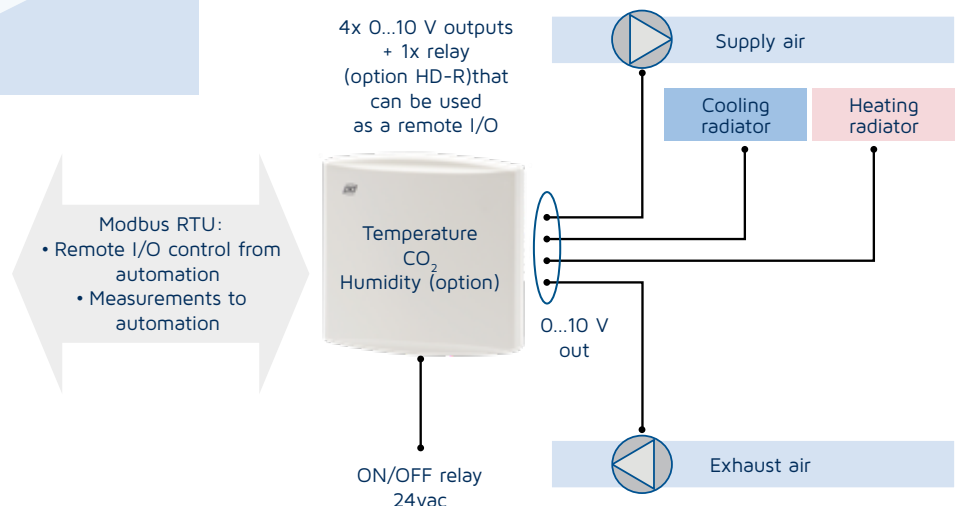 4x 0...10 V outputs
+ 1x relay
(option HD-R)that
can be used
as a remote I/O
Supply air
Cooling
radiator
Heating
radiator
Modbus RTU:
• Remote I/O control from
automation
• Measurements to
automation
Temperature
CO₂
Humidity (option)
0...10 V
out
ON/OFF relay
24vac
Exhaust air